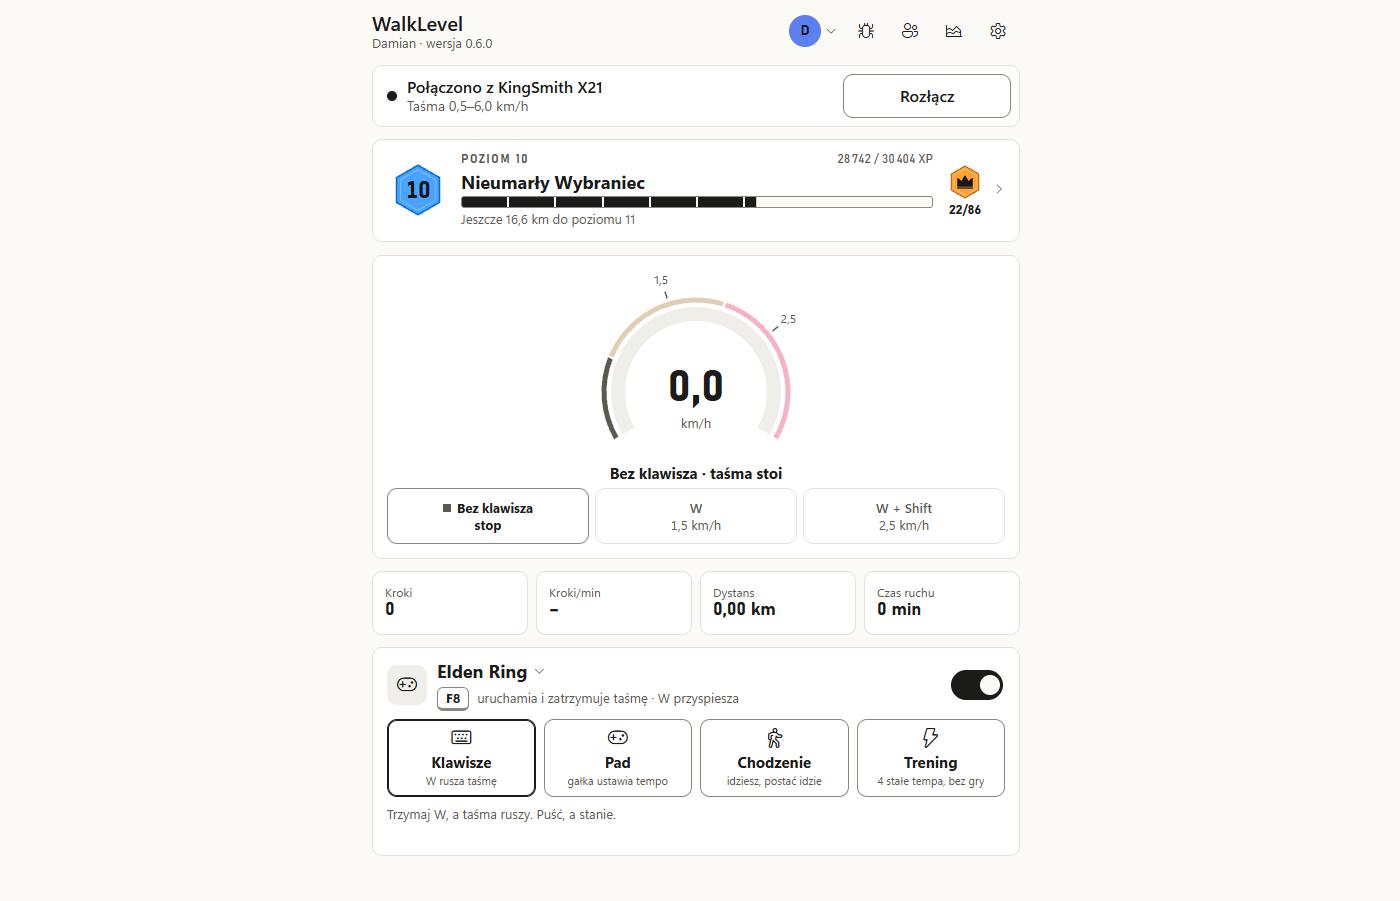 WalkLevel
Damian · wersja 0.6.0
D
Połączono z KingSmith X21
Taśma 0,5–6,0 km/h
Rozłącz
10
POZIOM 10
28 742 / 30 404 XP
Nieumarły Wybraniec
Jeszcze 16,6 km do poziomu 11
22/86
1,5
2,5
0,0
km/h
Bez klawisza · taśma stoi
Bez klawisza
stop
W
1,5 km/h
W + Shift
2,5 km/h
Kroki
0
Kroki/min
–
Dystans
0,00 km
Czas ruchu
0 min
Elden Ring
F8 uruchamia i zatrzymuje taśmę · W przyspiesza
Klawisze
W rusza taśmę
Pad
gałka ustawia tempo
Chodzenie
idziesz, postać idzie
Trening
4 stałe tempa, bez gry
Trzymaj W, a taśma ruszy. Puść, a stanie.